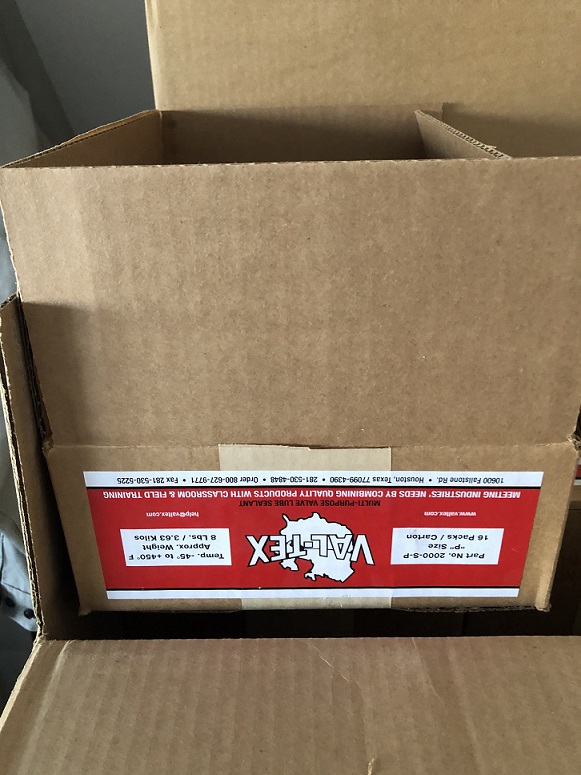 Part No. 2000-S-P
"P" Size
16 Packs / Carton
VAL-TEX
Temp. -45° to +450° F
Approx. Weight
8 Lbs. / 3.63 Kilos
www.valtex.com
MULTI-PURPOSE VALVE LUBE SEALANT
help@valtex.com
MEETING INDUSTRIES' NEEDS BY COMBINING QUALITY PRODUCTS WITH CLASSROOM & FIELD TRAINING
10600 Fallstone Rd. • Houston, Texas 77099-4390 • 281-530-4848 • Order 800-627-9771 • Fax 281-530-5225